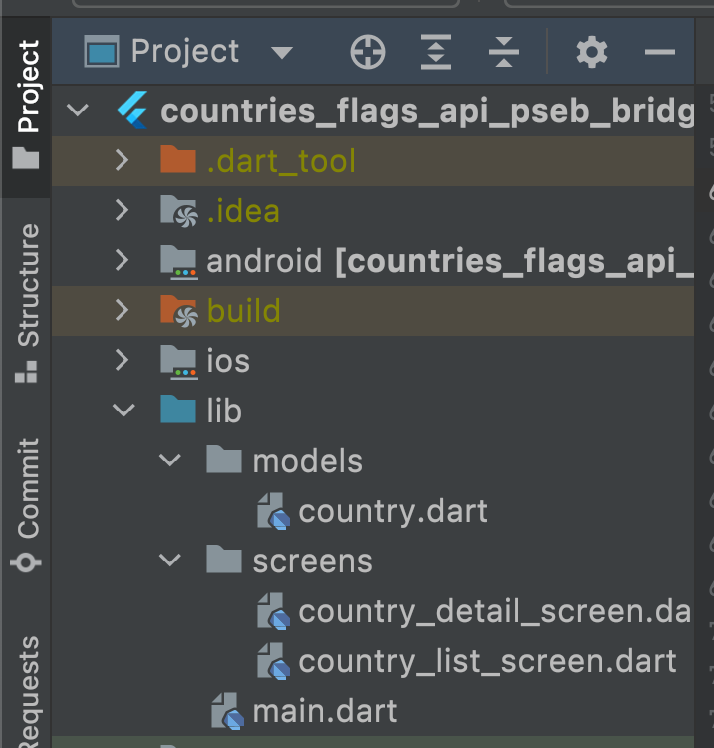 Project
countries_flags_api_pseb_bridg
.dart_tool
.idea
android [countries_flags_api_
build
ios
lib
models
country.dart
screens
country_detail_screen.da
country_list_screen.dart
main.dart
Project
Structure
Commit
Requests